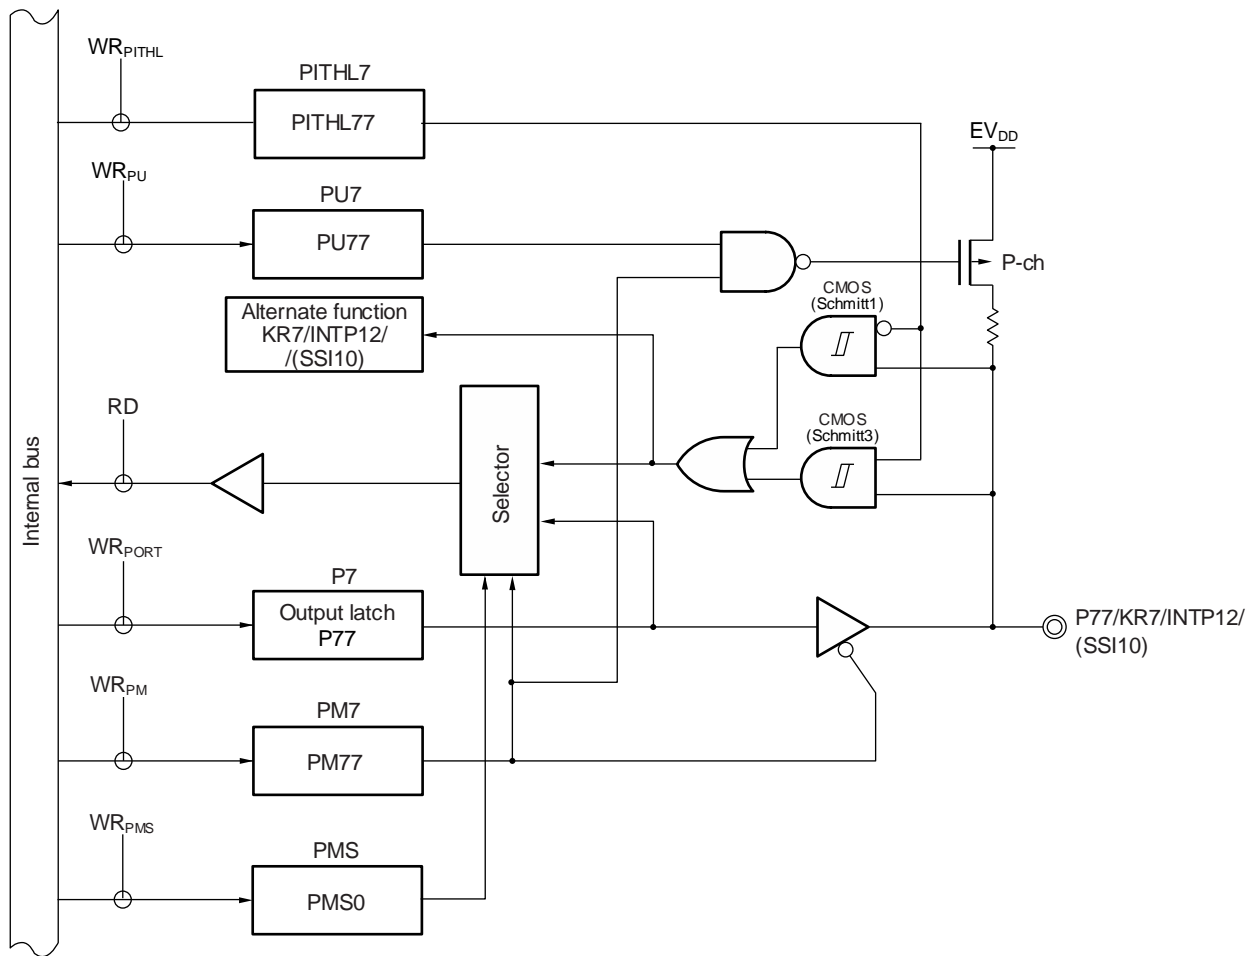 WRPITHL
PITHL7
PITHL77
WRPU
PU7
PU77
EVDD
P-ch
CMOS
(Schmitt1)
Alternate function
KR7/INTP12/
/(SSI10)
RD
CMOS
(Schmitt3)
Selector
Internal bus
WRPORT
P7
Output latch
P77
P77/KR7/INTP12/
(SSI10)
WRPM
PM7
PM77
WRPMS
PMS
PMS0